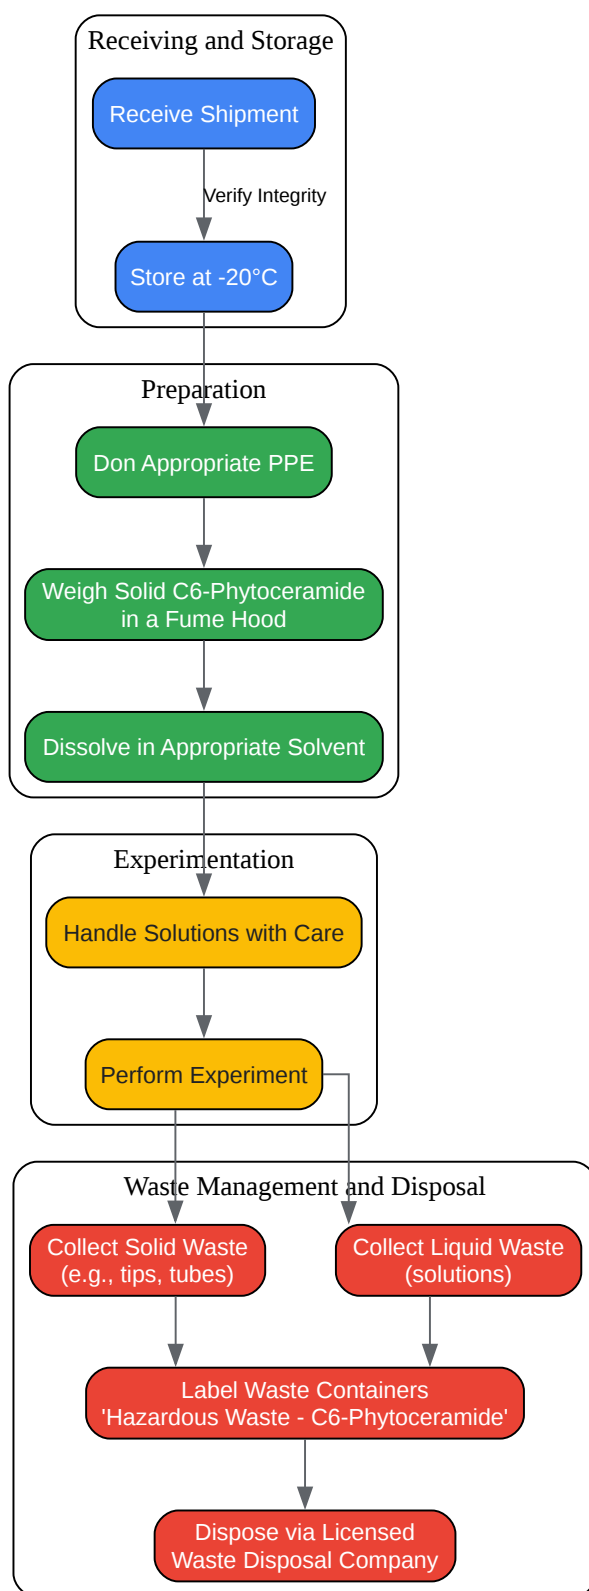 Receiving and Storage
Receive Shipment
Verify Integrity
Store at -20°C
Preparation
Don Appropriate PPE
Weigh Solid C6-Phytoceramide
in a Fume Hood
Dissolve in Appropriate Solvent
Experimentation
Handle Solutions with Care
Perform Experiment
Waste Management and Disposal
Collect Solid Waste
(e.g., tips, tubes)
Collect Liquid Waste
(solutions)
Label Waste Containers
'Hazardous Waste - C6-Phytoceramide'
Dispose via Licensed
Waste Disposal Company